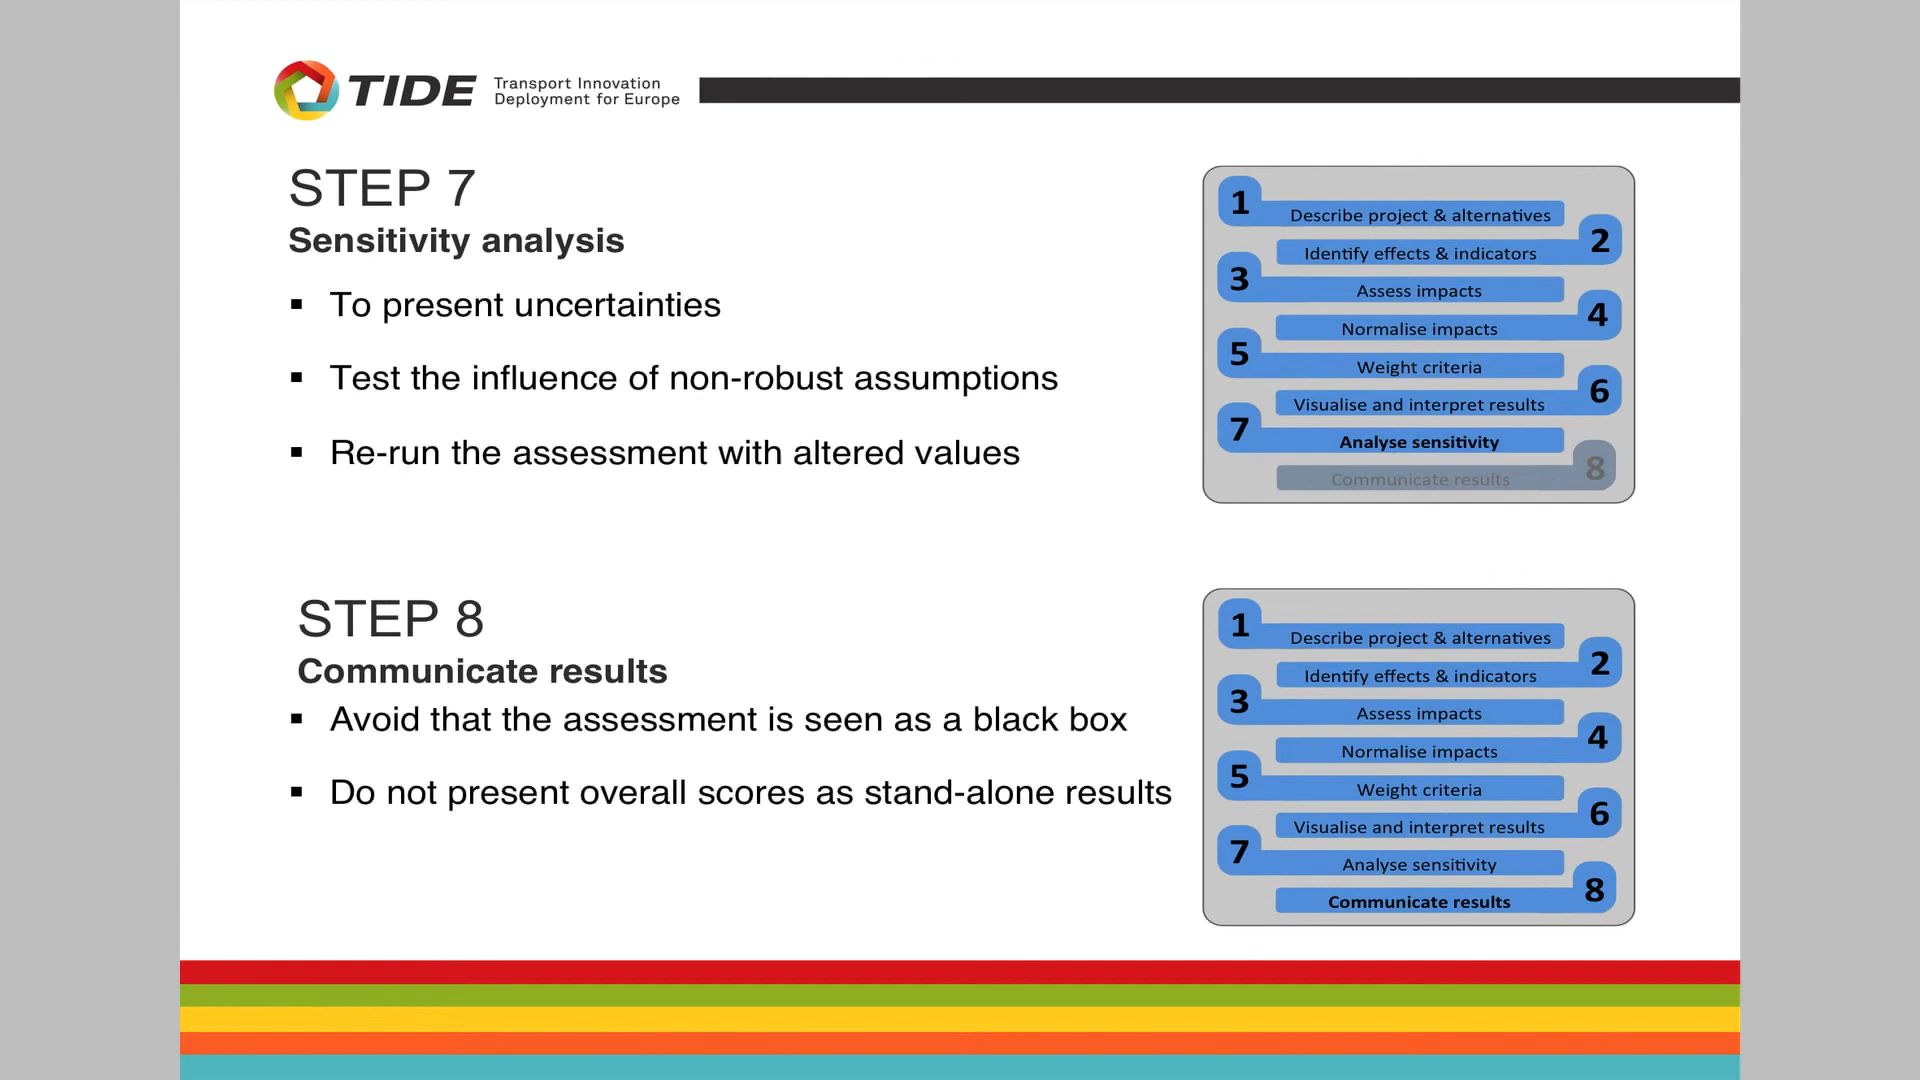 TIDE
Transport Innovation
Deployment for Europe
STEP 7
Sensitivity analysis
▪ To present uncertainties
▪ Test the influence of non-robust assumptions
▪ Re-run the assessment with altered values
1
Describe project & alternatives
2
Identify effects & indicators
3
Assess impacts
4
Normalise impacts
5
Weight criteria
6
Visualise and interpret results
7
Analyse sensitivity
8
Communicate results
STEP 8
Communicate results
▪ Avoid that the assessment is seen as a black box
▪ Do not present overall scores as stand-alone results
1
Describe project & alternatives
2
Identify effects & indicators
3
Assess impacts
4
Normalise impacts
5
Weight criteria
6
Visualise and interpret results
7
Analyse sensitivity
8
Communicate results